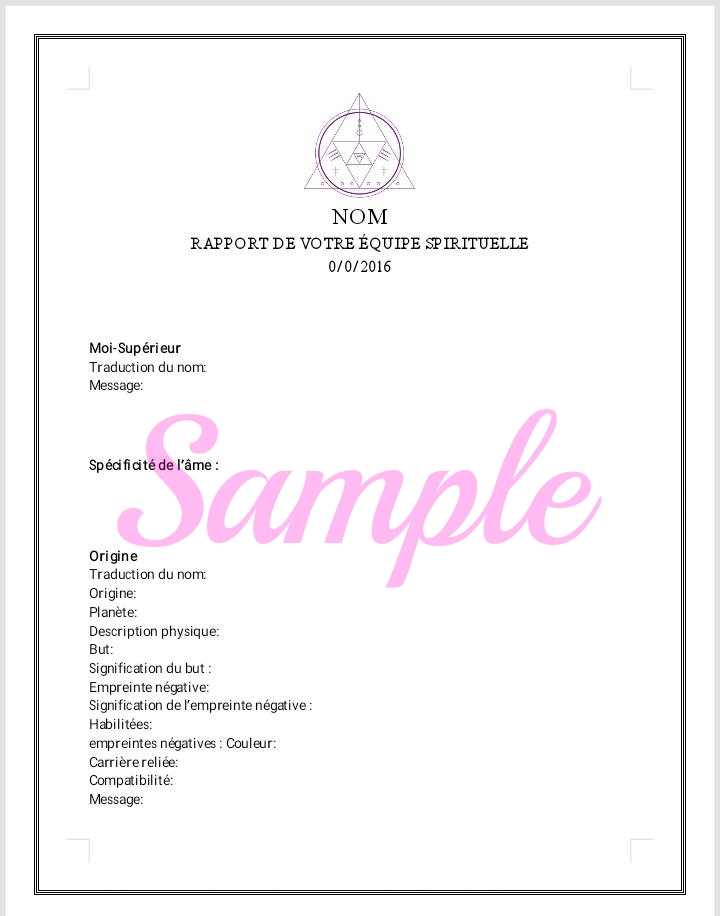 NOM
RAPPORT DE VOTRE ÉQUIPE SPIRITUELLE
0/0/2016
Moi-Supérieur
Traduction du nom:
Message:
Sample
Spécificité de l'âme :
Origine
Traduction du nom:
Origine:
Planète:
Description physique:
But:
Signification du but :
Empreinte négative:
Signification de l'empreinte négative :
Habilitées:
empreintes négatives : Couleur:
Carrière reliée:
Compatibilité:
Message: